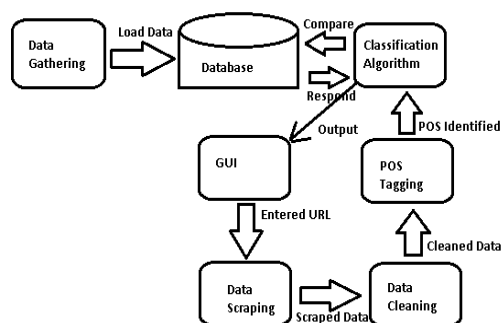 Load Data
Compare
Data
Gathering
Database
Classification
Algorithm
Respond
Output
POS Identified
GUI
POS
Tagging
Entered URL
Cleaned Data
Data
Scraping
Scraped Data
Data
Cleaning